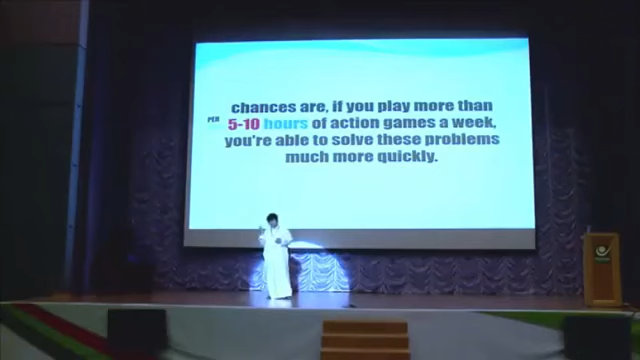 chances are, if you play more than
PER
5-10 hours of action games a week,
you're able to solve these problems
much more quickly.